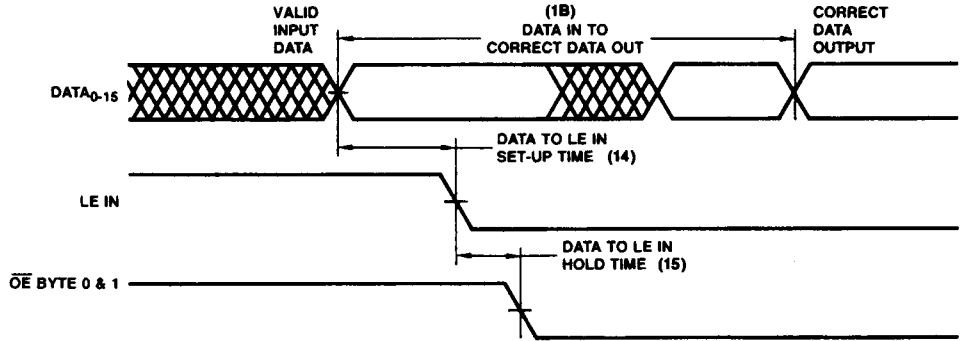 VALID
INPUT
DATA
(1B)
DATA IN TO
CORRECT DATA OUT
CORRECT
DATA
OUTPUT
DATA0-15
DATA TO LE IN
SET-UP TIME (14)
LE IN
DATA TO LE IN
HOLD TIME (15)
OE BYTE 0 & 1